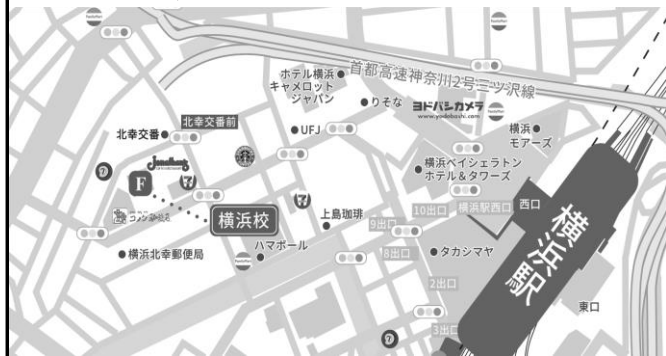 首都高速神奈川2号三ツ沢線
ホテル横浜
キャメロット
ジャパン
りそな
ヨドバシカメラ
www.yodobashi.com
北幸交番前
北幸交番
UFJ
横浜
モアーズ
横浜ベイシェラトン
ホテル&タワーズ
F
横浜校
上島珈琲
10出口
横浜駅西口
西口
9出口
8出口
横浜駅
横浜北幸郵便局
ハマボール
タカシマヤ
2出口
東口
3出口